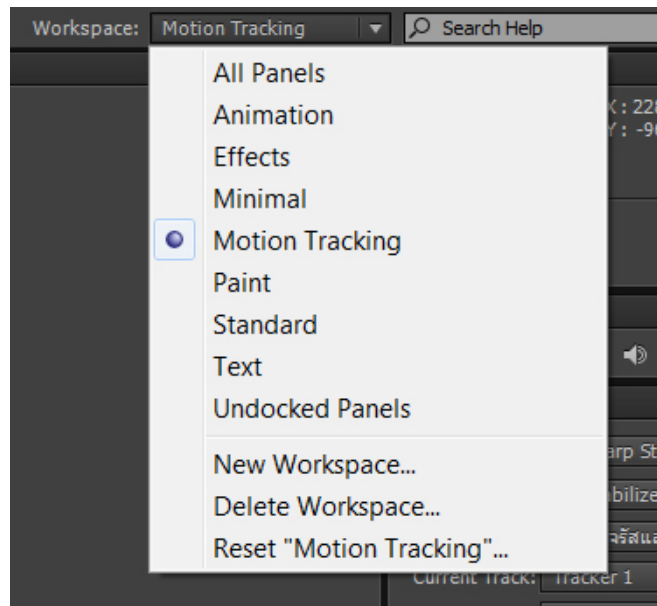 Workspace: Motion Tracking Search Help
All Panels
Animation
Effects
Minimal
Motion Tracking
Paint
Standard
Text
Undocked Panels
New Workspace...
Delete Workspace...
Reset "Motion Tracking"...
Current Track: Tracker 1